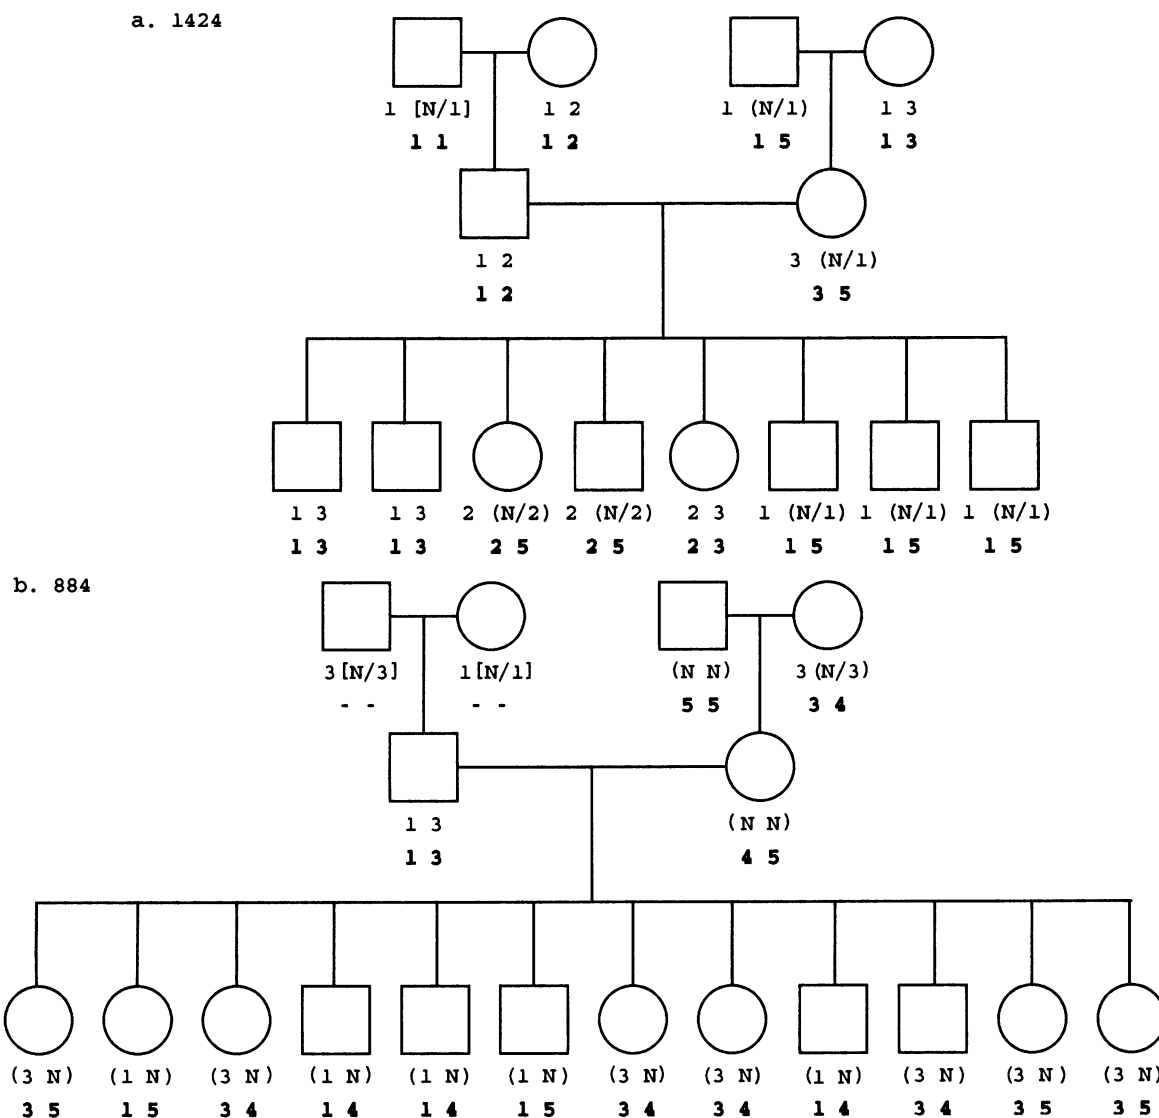 a. 1424
1 [N/1] 1 2 1 (N/1) 1 3
1 1 1 2 1 5 1 3
1 2 3 (N/1)
1 2 3 5
1 3 1 3 2 (N/2) 2 (N/2) 2 3 1 (N/1) 1 (N/1) 1 (N/1)
1 3 1 3 2 5 2 5 2 3 1 5 1 5 1 5
b. 884
3[N/3] 1[N/1] (N N) 3(N/3)
- - - - 5 5 3 4
1 3 (N N)
1 3 4 5
(3 N) (1 N) (3 N) (1 N) (1 N) (1 N) (3 N) (3 N) (1 N) (3 N) (3 N) (3 N)
3 5 1 5 3 4 1 4 1 4 1 5 3 4 3 4 1 4 3 4 3 5 3 5